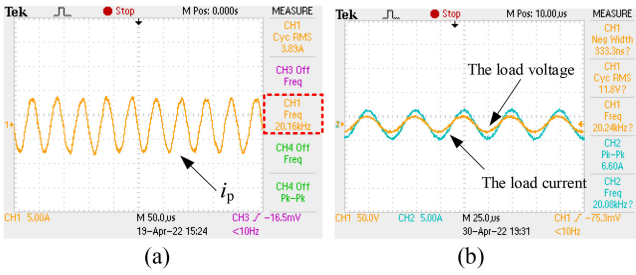 Tek
Stop
M Pos: 0.000s
MEASURE
CH1
Cyc RMS
3.89A
CH3 Off
Freq
CH1
Freq
20.16kHz
CH4 Off
Freq
CH4 Off
Pk-Pk
1
ip
CH1 5.00A
M 50.0µs
CH3 -16.5mV
19-Apr-22 15:24
<10Hz
(a)
Tek
Stop
M Pos: 10.00µs
MEASURE
CH1
Neg Width
333.3ns?
CH1
Cyc RMS
11.8V?
CH1
Freq
20.24kHz?
CH2
Pk-Pk
6.60A
CH2
Freq
20.08kHz?
The load voltage
2
The load current
CH1 50.0V
CH2 5.00A
M 25.0µs
CH1 -75.3mV
30-Apr-22 19:31
<10Hz
(b)